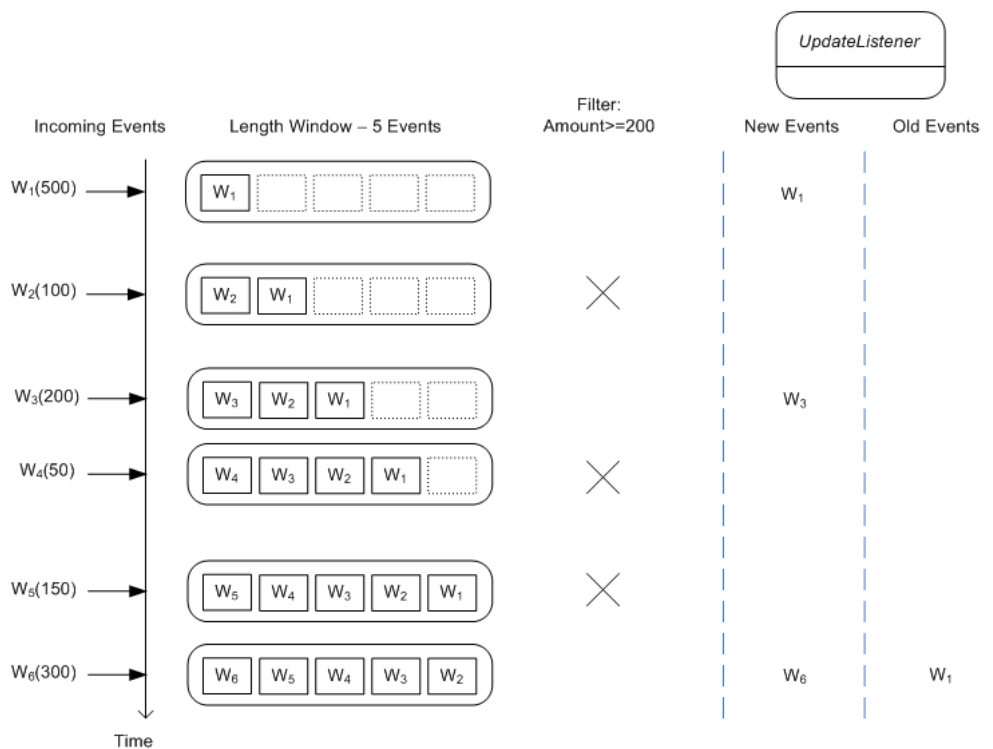 UpdateListener
Filter:
Incoming Events Length Window – 5 Events Amount>=200 New Events Old Events
W₁(500) W₁ W₁
W₂(100) W₂ W₁
W₃(200) W₃ W₂ W₁ W₃
W₄(50) W₄ W₃ W₂ W₁
W₅(150) W₅ W₄ W₃ W₂ W₁
W₆(300) W₆ W₅ W₄ W₃ W₂ W₆ W₁
Time